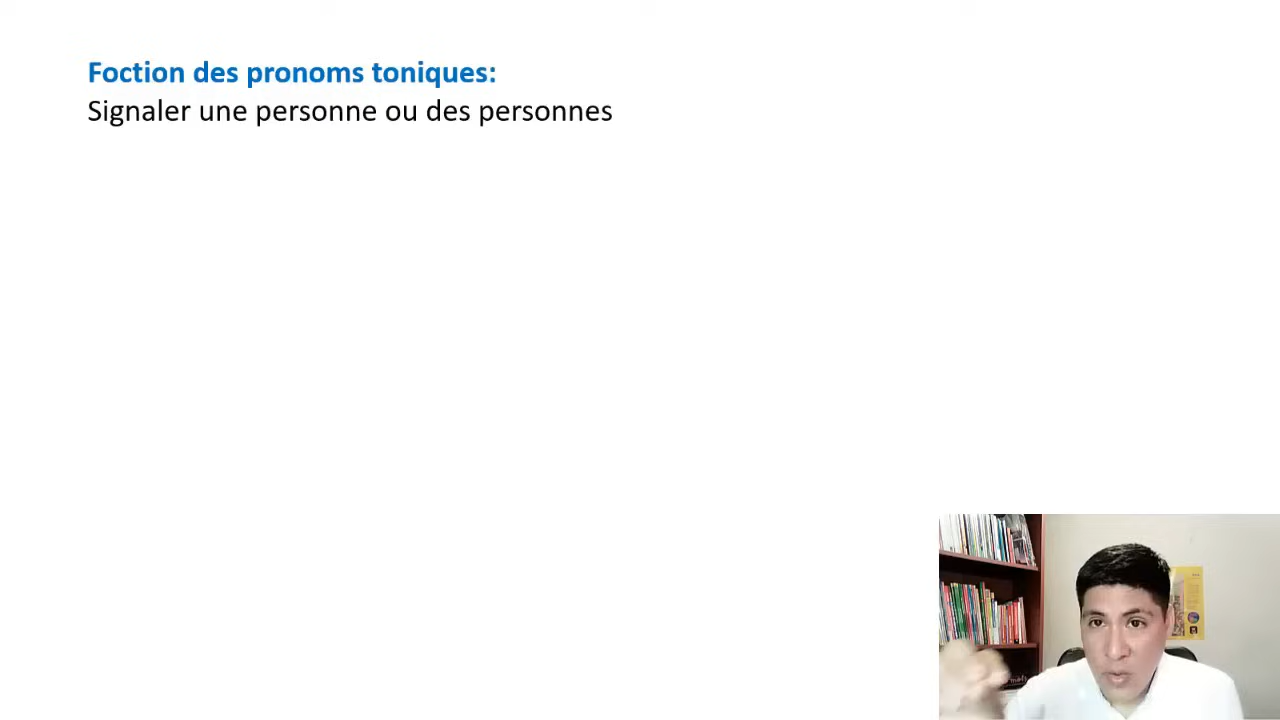 Foction des pronoms toniques:
Signaler une personne ou des personnes